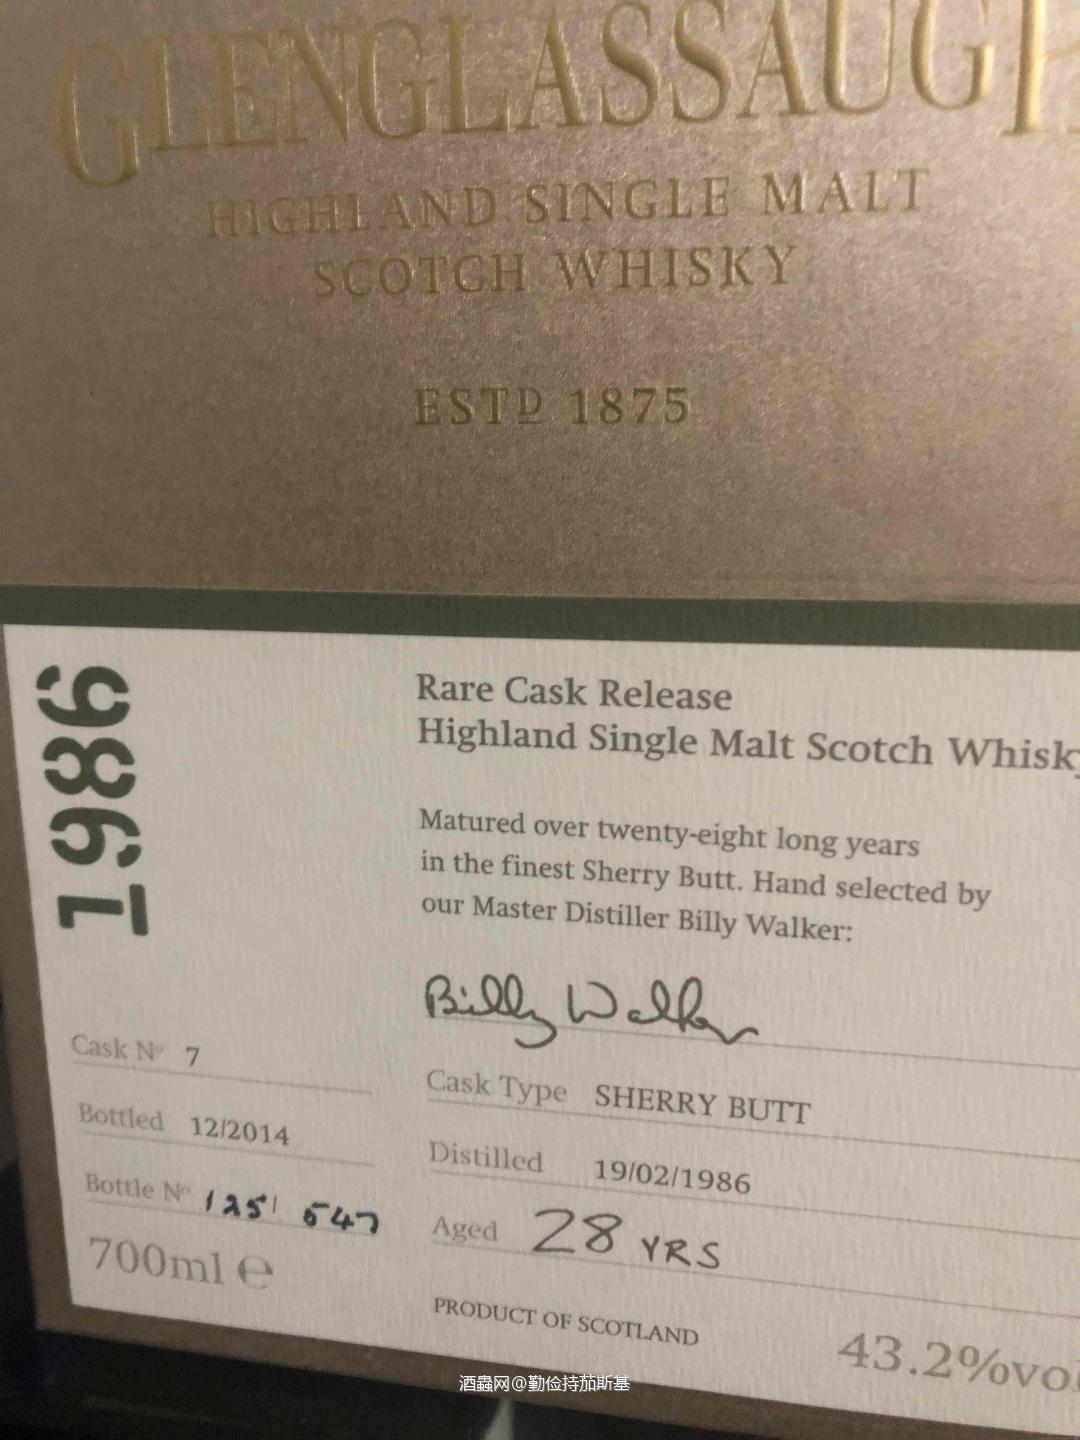 GLENGLASSAUGH
HIGHLAND SINGLE MALT
SCOTCH WHISKY
ESTD 1875
1986
Rare Cask Release
Highland Single Malt Scotch Whisky
Matured over twenty-eight long years
in the finest Sherry Butt. Hand selected by
our Master Distiller Billy Walker:
Billy Walker
Cask Nº 7
Bottled 12/2014
Bottle Nº 125 / 547
700ml e
Cask Type SHERRY BUTT
Distilled 19/02/1986
Aged 28 YRS
PRODUCT OF SCOTLAND
43.2%vol
酒蟲网@勤俭持茄斯基